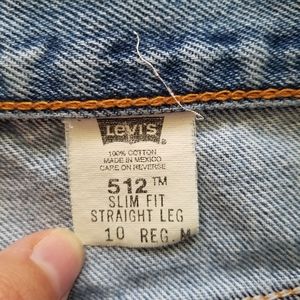 LEVI'S
100% COTTON
MADE IN MEXICO
CARE ON REVERSE
512™
SLIM FIT
STRAIGHT LEG
10 REG. M